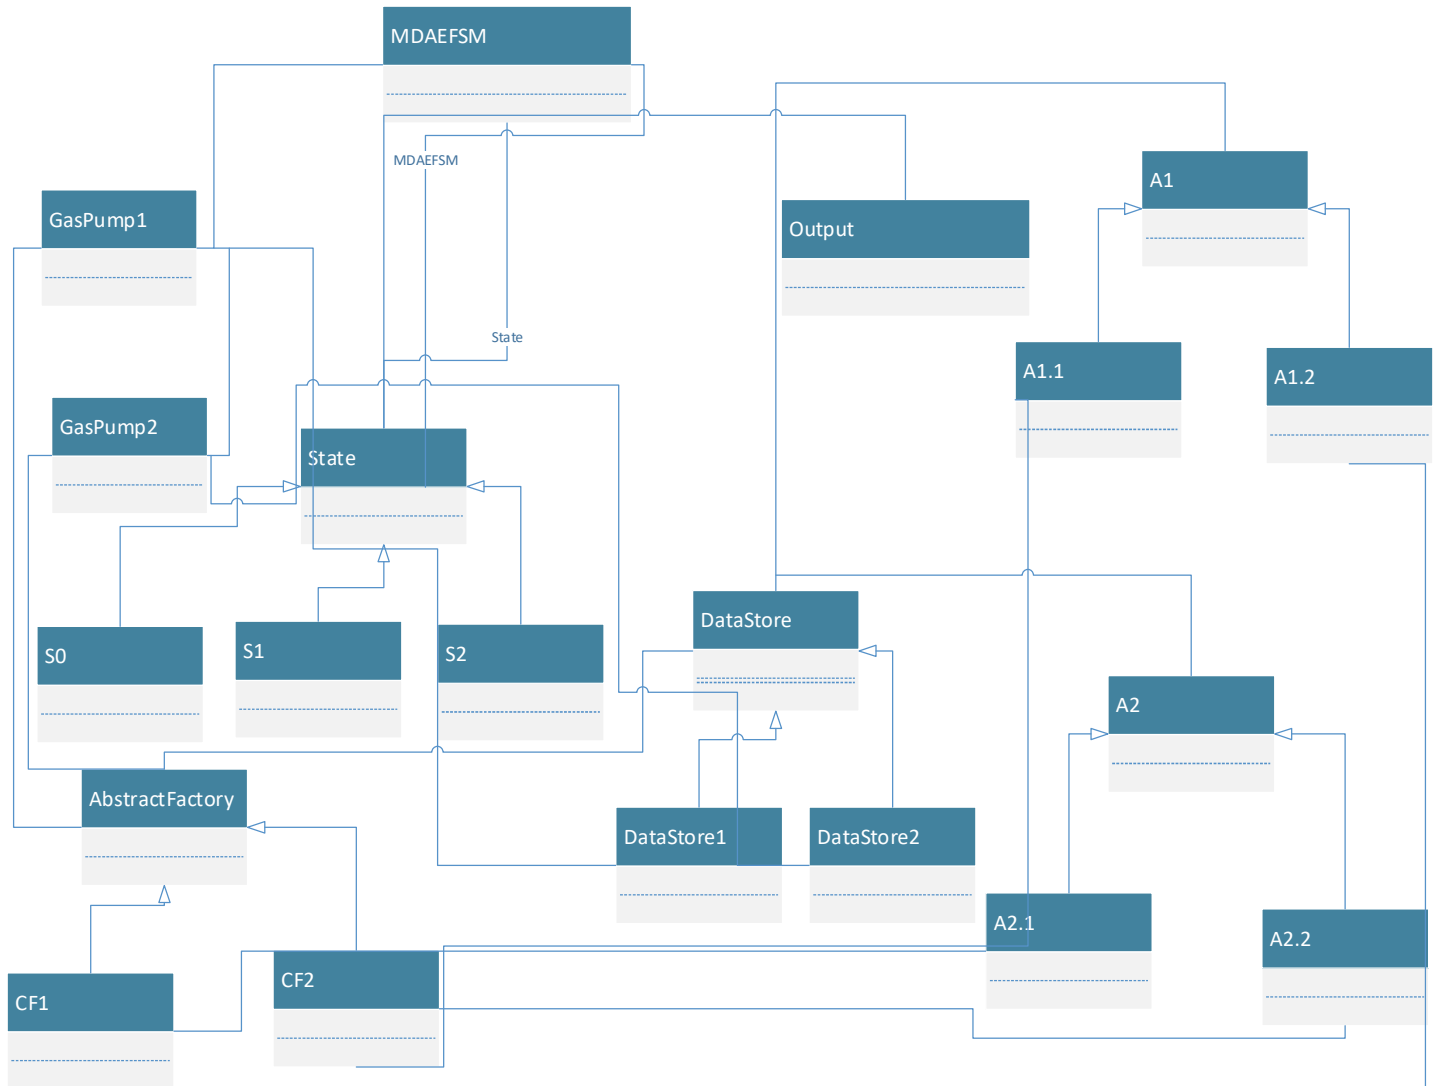 MDAEFSM
MDAEFSM
A1
GasPump1
Output
State
A1.1
A1.2
GasPump2
State
DataStore
S0
S1
S2
A2
AbstractFactory
DataStore1
DataStore2
A2.1
A2.2
CF1
CF2